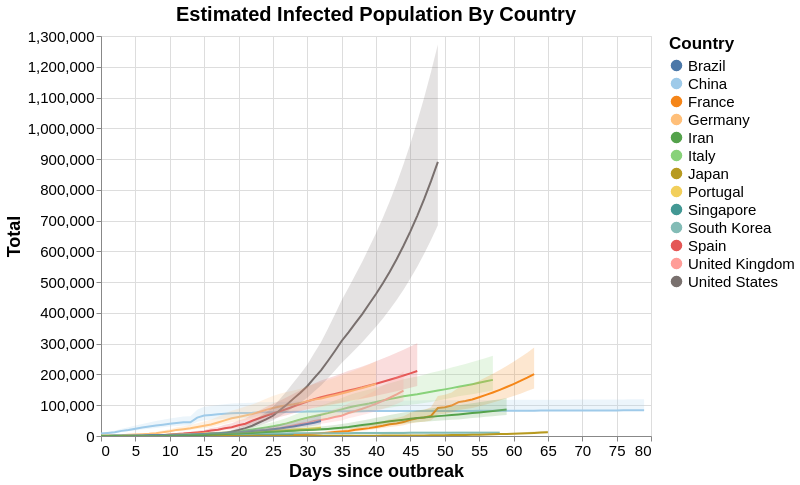 Estimated Infected Population By Country
1,300,000
1,200,000
1,100,000
1,000,000
900,000
800,000
700,000
600,000
500,000
400,000
300,000
200,000
100,000
0
Total
0 5 10 15 20 25 30 35 40 45 50 55 60 65 70 75 80
Days since outbreak
Country
Brazil
China
France
Germany
Iran
Italy
Japan
Portugal
Singapore
South Korea
Spain
United Kingdom
United States